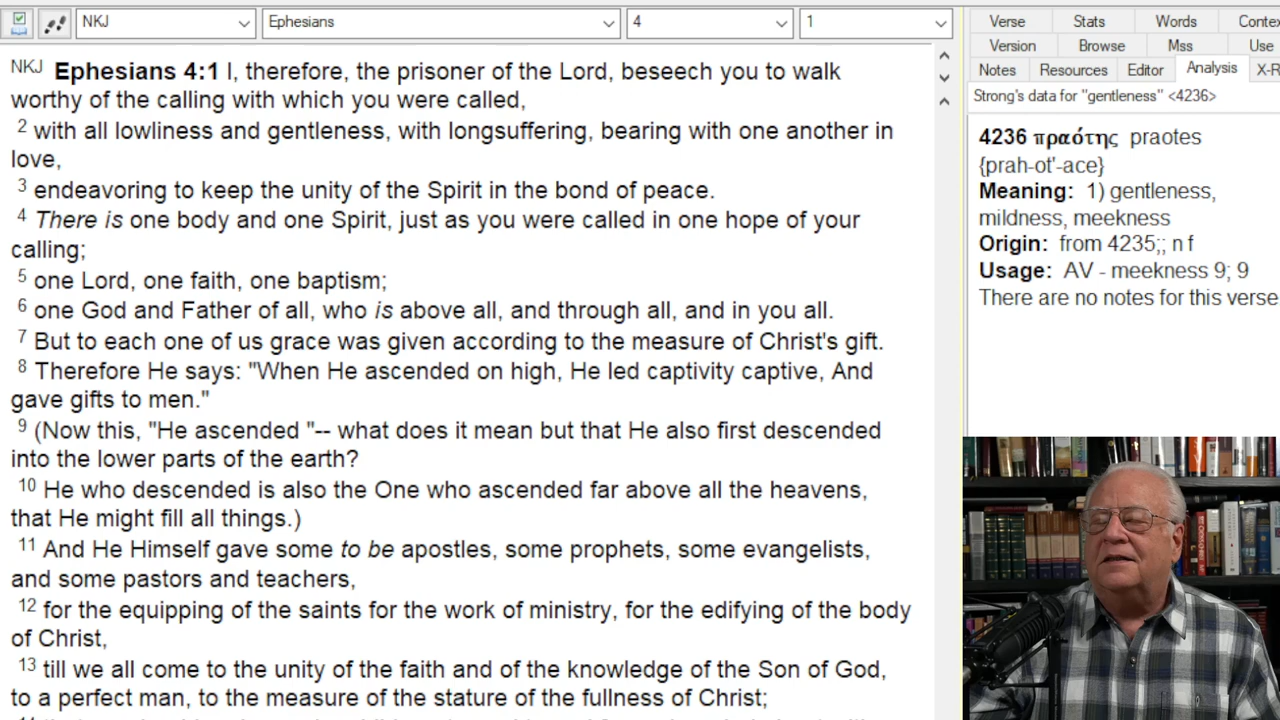 NKJ Ephesians 4 1
NKJ Ephesians 4:1 I, therefore, the prisoner of the Lord, beseech you to walk
worthy of the calling with which you were called,
2 with all lowliness and gentleness, with longsuffering, bearing with one another in
love,
3 endeavoring to keep the unity of the Spirit in the bond of peace.
4 There is one body and one Spirit, just as you were called in one hope of your
calling;
5 one Lord, one faith, one baptism;
6 one God and Father of all, who is above all, and through all, and in you all.
7 But to each one of us grace was given according to the measure of Christ's gift.
8 Therefore He says: "When He ascended on high, He led captivity captive, And
gave gifts to men."
9 (Now this, "He ascended "-- what does it mean but that He also first descended
into the lower parts of the earth?
10 He who descended is also the One who ascended far above all the heavens,
that He might fill all things.)
11 And He Himself gave some to be apostles, some prophets, some evangelists,
and some pastors and teachers,
12 for the equipping of the saints for the work of ministry, for the edifying of the body
of Christ,
13 till we all come to the unity of the faith and of the knowledge of the Son of God,
to a perfect man, to the measure of the stature of the fullness of Christ;
Verse Stats Words Contex
Version Browse Mss Use
Notes Resources Editor Analysis X-R
Strong's data for "gentleness" <4236>
4236 πραότης praotes
{prah-ot'-ace}
Meaning: 1) gentleness,
mildness, meekness
Origin: from 4235;; n f
Usage: AV - meekness 9; 9
There are no notes for this verse